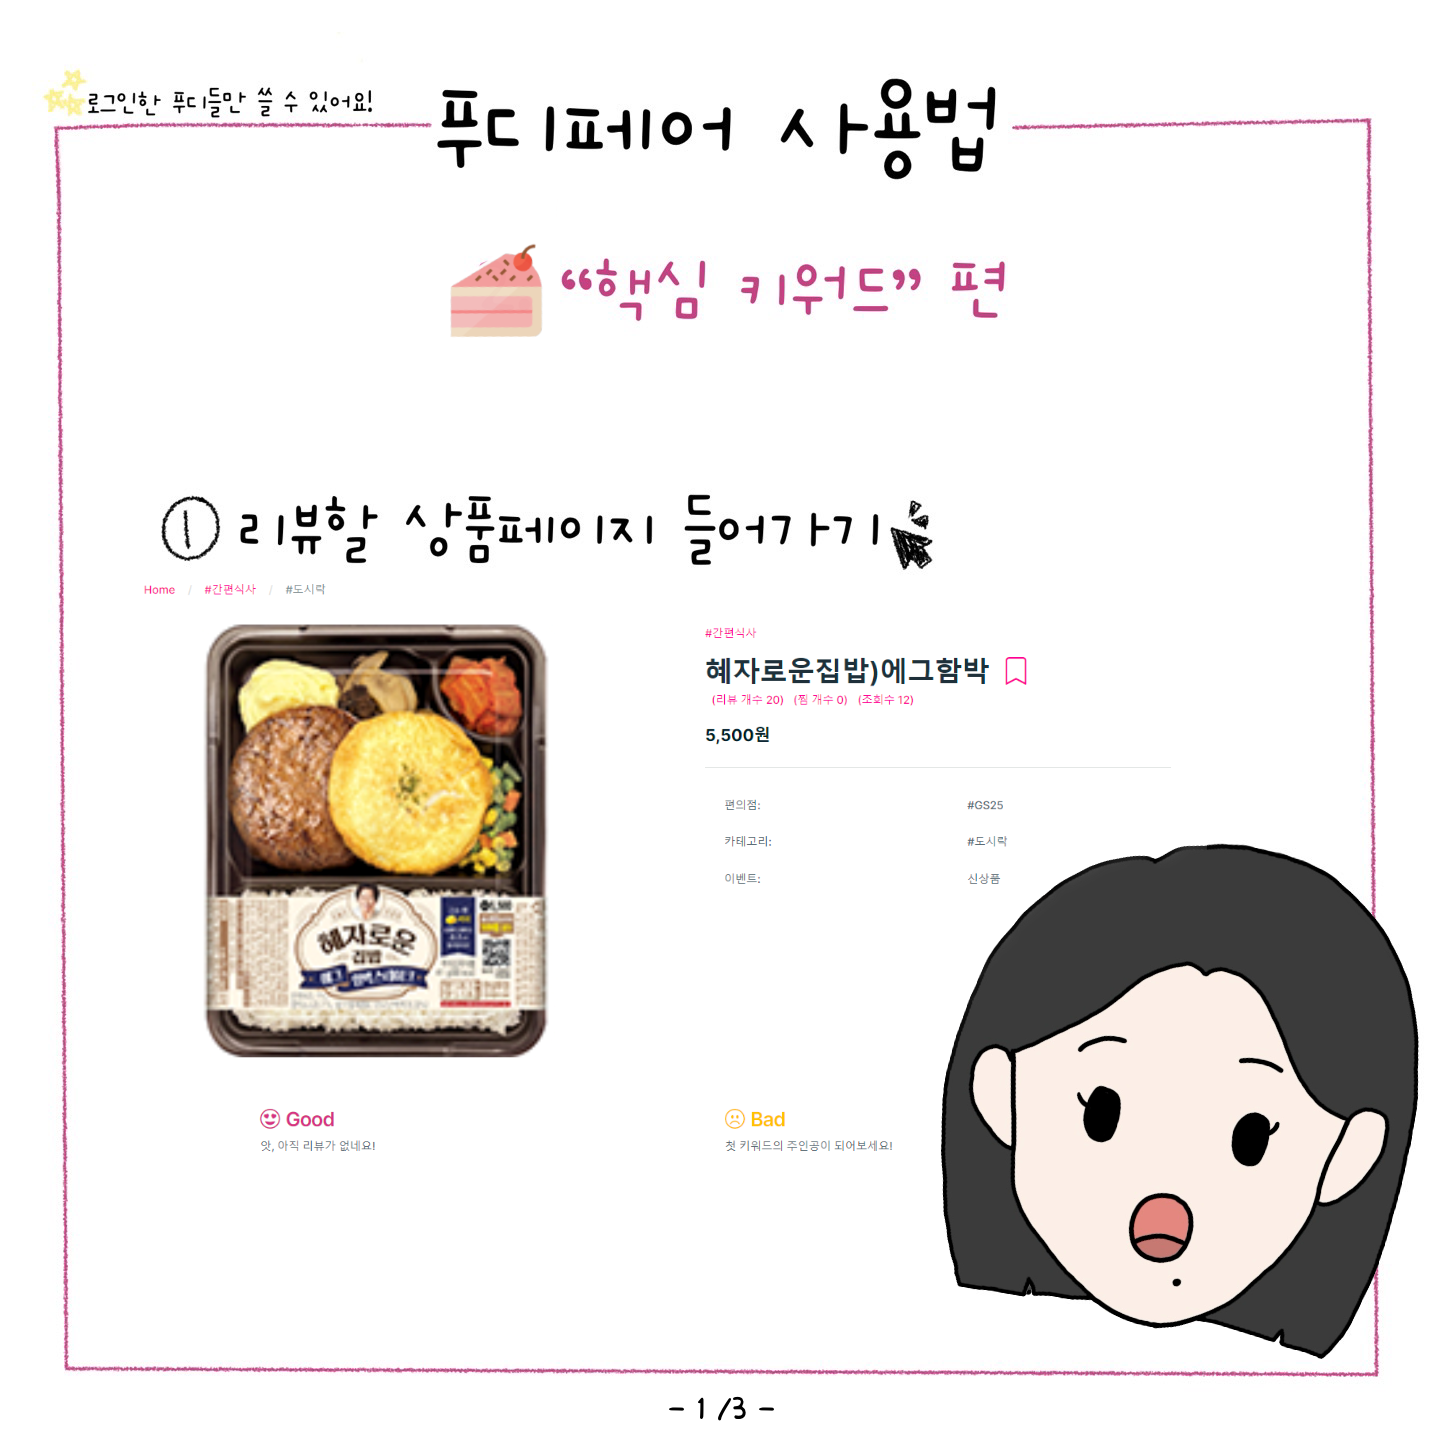 로그인한 푸디들만 쓸 수 있어요!
푸디페어 사용법
“핵심 키워드” 편
① 리뷰할 상품페이지 들어가기
Home / #간편식사 / #도시락
#간편식사
혜자로운집밥)에그함박
(리뷰 개수 20) (찜 개수 0) (조회수 12)
5,500원
편의점: #GS25
카테고리: #도시락
이벤트: 신상품
혜자로운
집밥
Good
앗, 아직 리뷰가 없네요!
Bad
첫 키워드의 주인공이 되어보세요!
- 1 /3 -